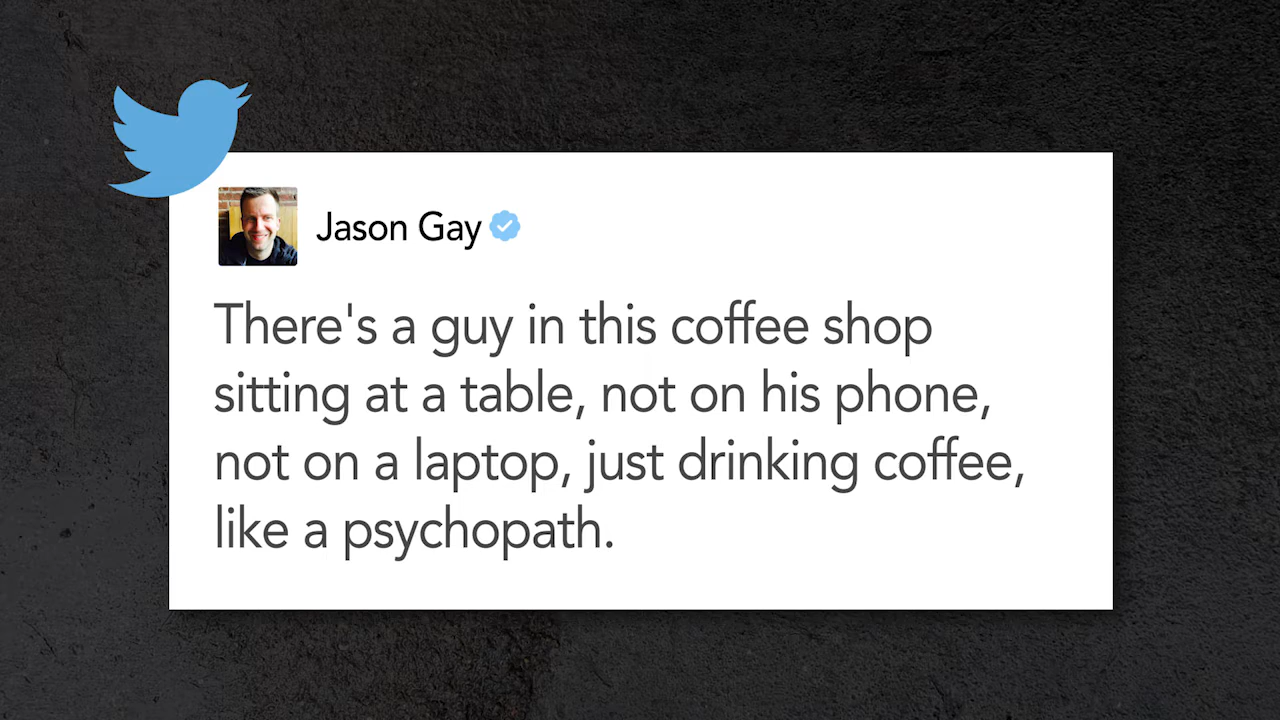 Jason Gay
There's a guy in this coffee shop
sitting at a table, not on his phone,
not on a laptop, just drinking coffee,
like a psychopath.